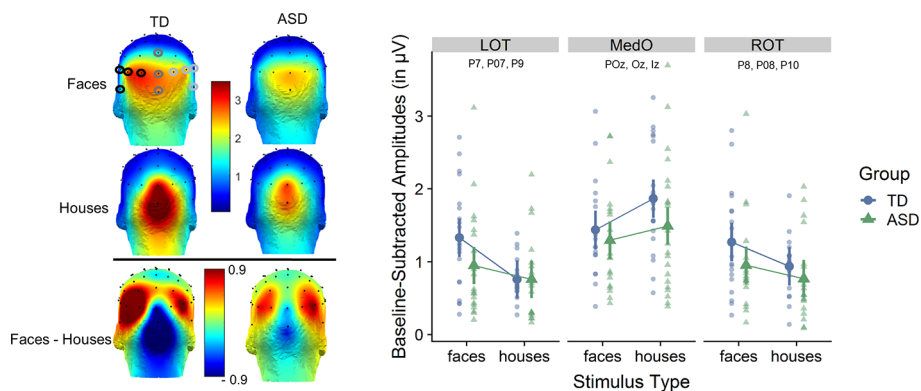 TD
ASD
Faces
3
2
1
Houses
0.9
Faces - Houses
- 0.9
LOT
MedO
ROT
P7, P07, P9
POz, Oz, Iz
P8, P08, P10
Baseline-Subtracted Amplitudes (in µV)
3
2
1
0
faces
houses
faces
houses
faces
houses
Stimulus Type
Group
TD
ASD